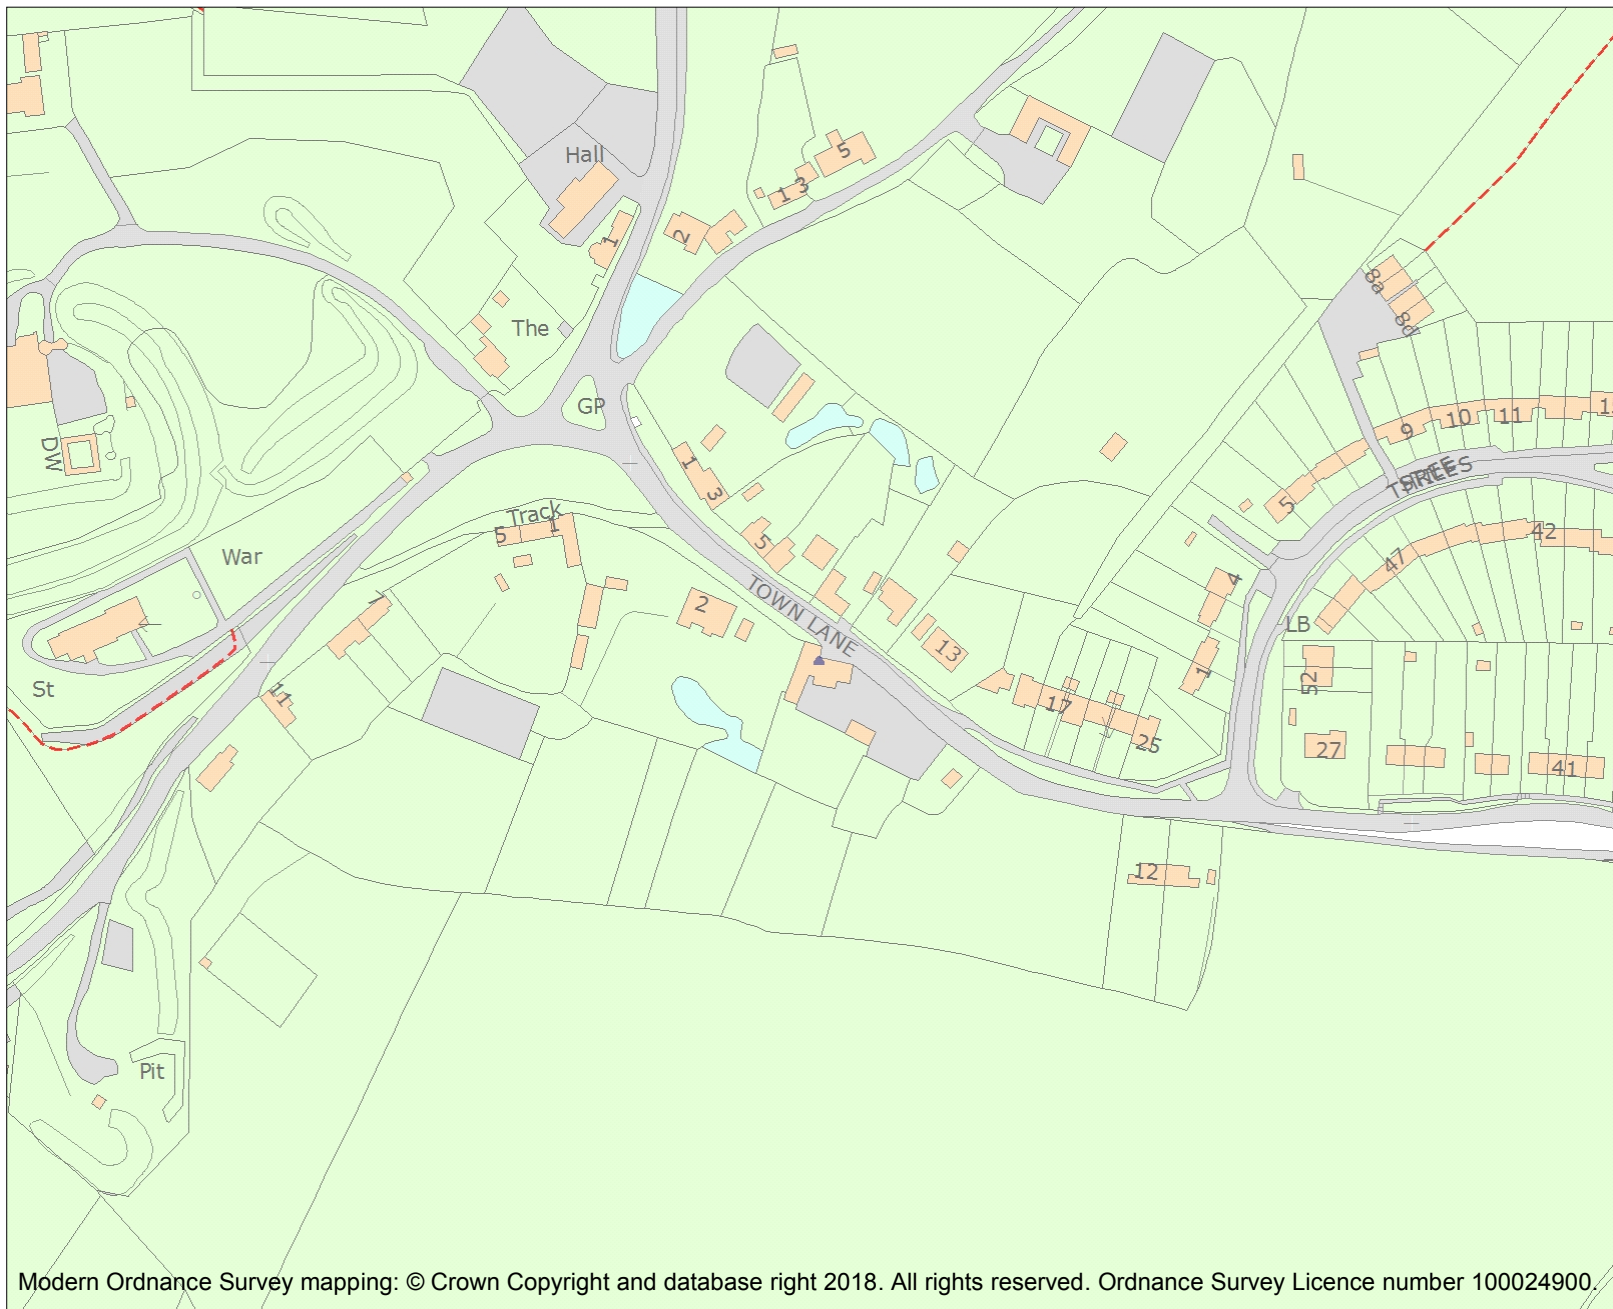 Hall
5
1 3
2
1
8a
The
8d
GP
1
9
10
11
DW
1
3
THE
STREET
5
5
Track
5 1
42
47
War
7
2
4
TOWN LANE
LB
13
1
St
11
17
25
52
27
41
12
Pit
Modern Ordnance Survey mapping: © Crown Copyright and database right 2018. All rights reserved. Ordnance Survey Licence number 100024900.